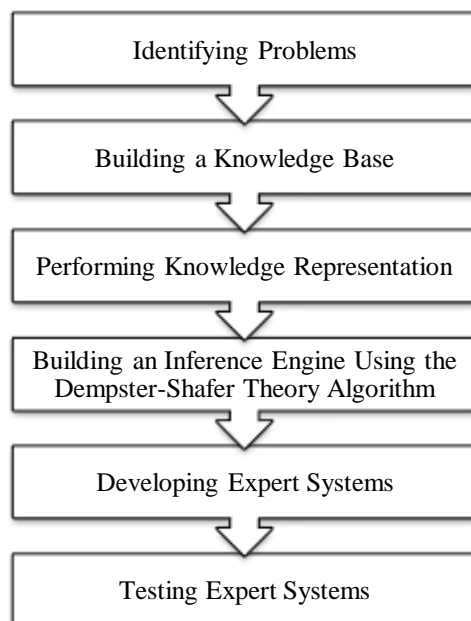 Identifying Problems
Building a Knowledge Base
Performing Knowledge Representation
Building an Inference Engine Using the
Dempster-Shafer Theory Algorithm
Developing Expert Systems
Testing Expert Systems